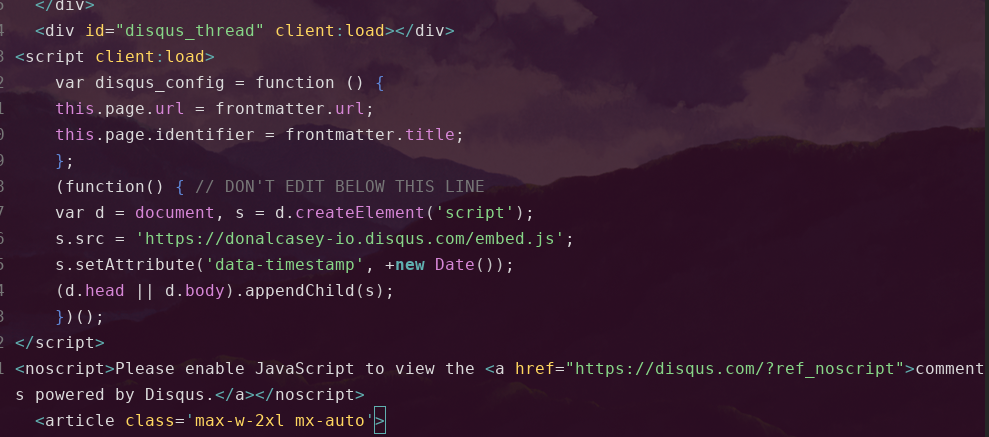 5   </div>
4   <div id="disqus_thread" client:load></div>
3 <script client:load>
2     var disqus_config = function () {
1     this.page.url = frontmatter.url;
0     this.page.identifier = frontmatter.title;
9     };
8     (function() { // DON'T EDIT BELOW THIS LINE
7     var d = document, s = d.createElement('script');
6     s.src = 'https://donalcasey-io.disqus.com/embed.js';
5     s.setAttribute('data-timestamp', +new Date());
4     (d.head || d.body).appendChild(s);
3     })();
2 </script>
1 <noscript>Please enable JavaScript to view the <a href="https://disqus.com/?ref_noscript">comment
s powered by Disqus.</a></noscript>
  <article class='max-w-2xl mx-auto'>